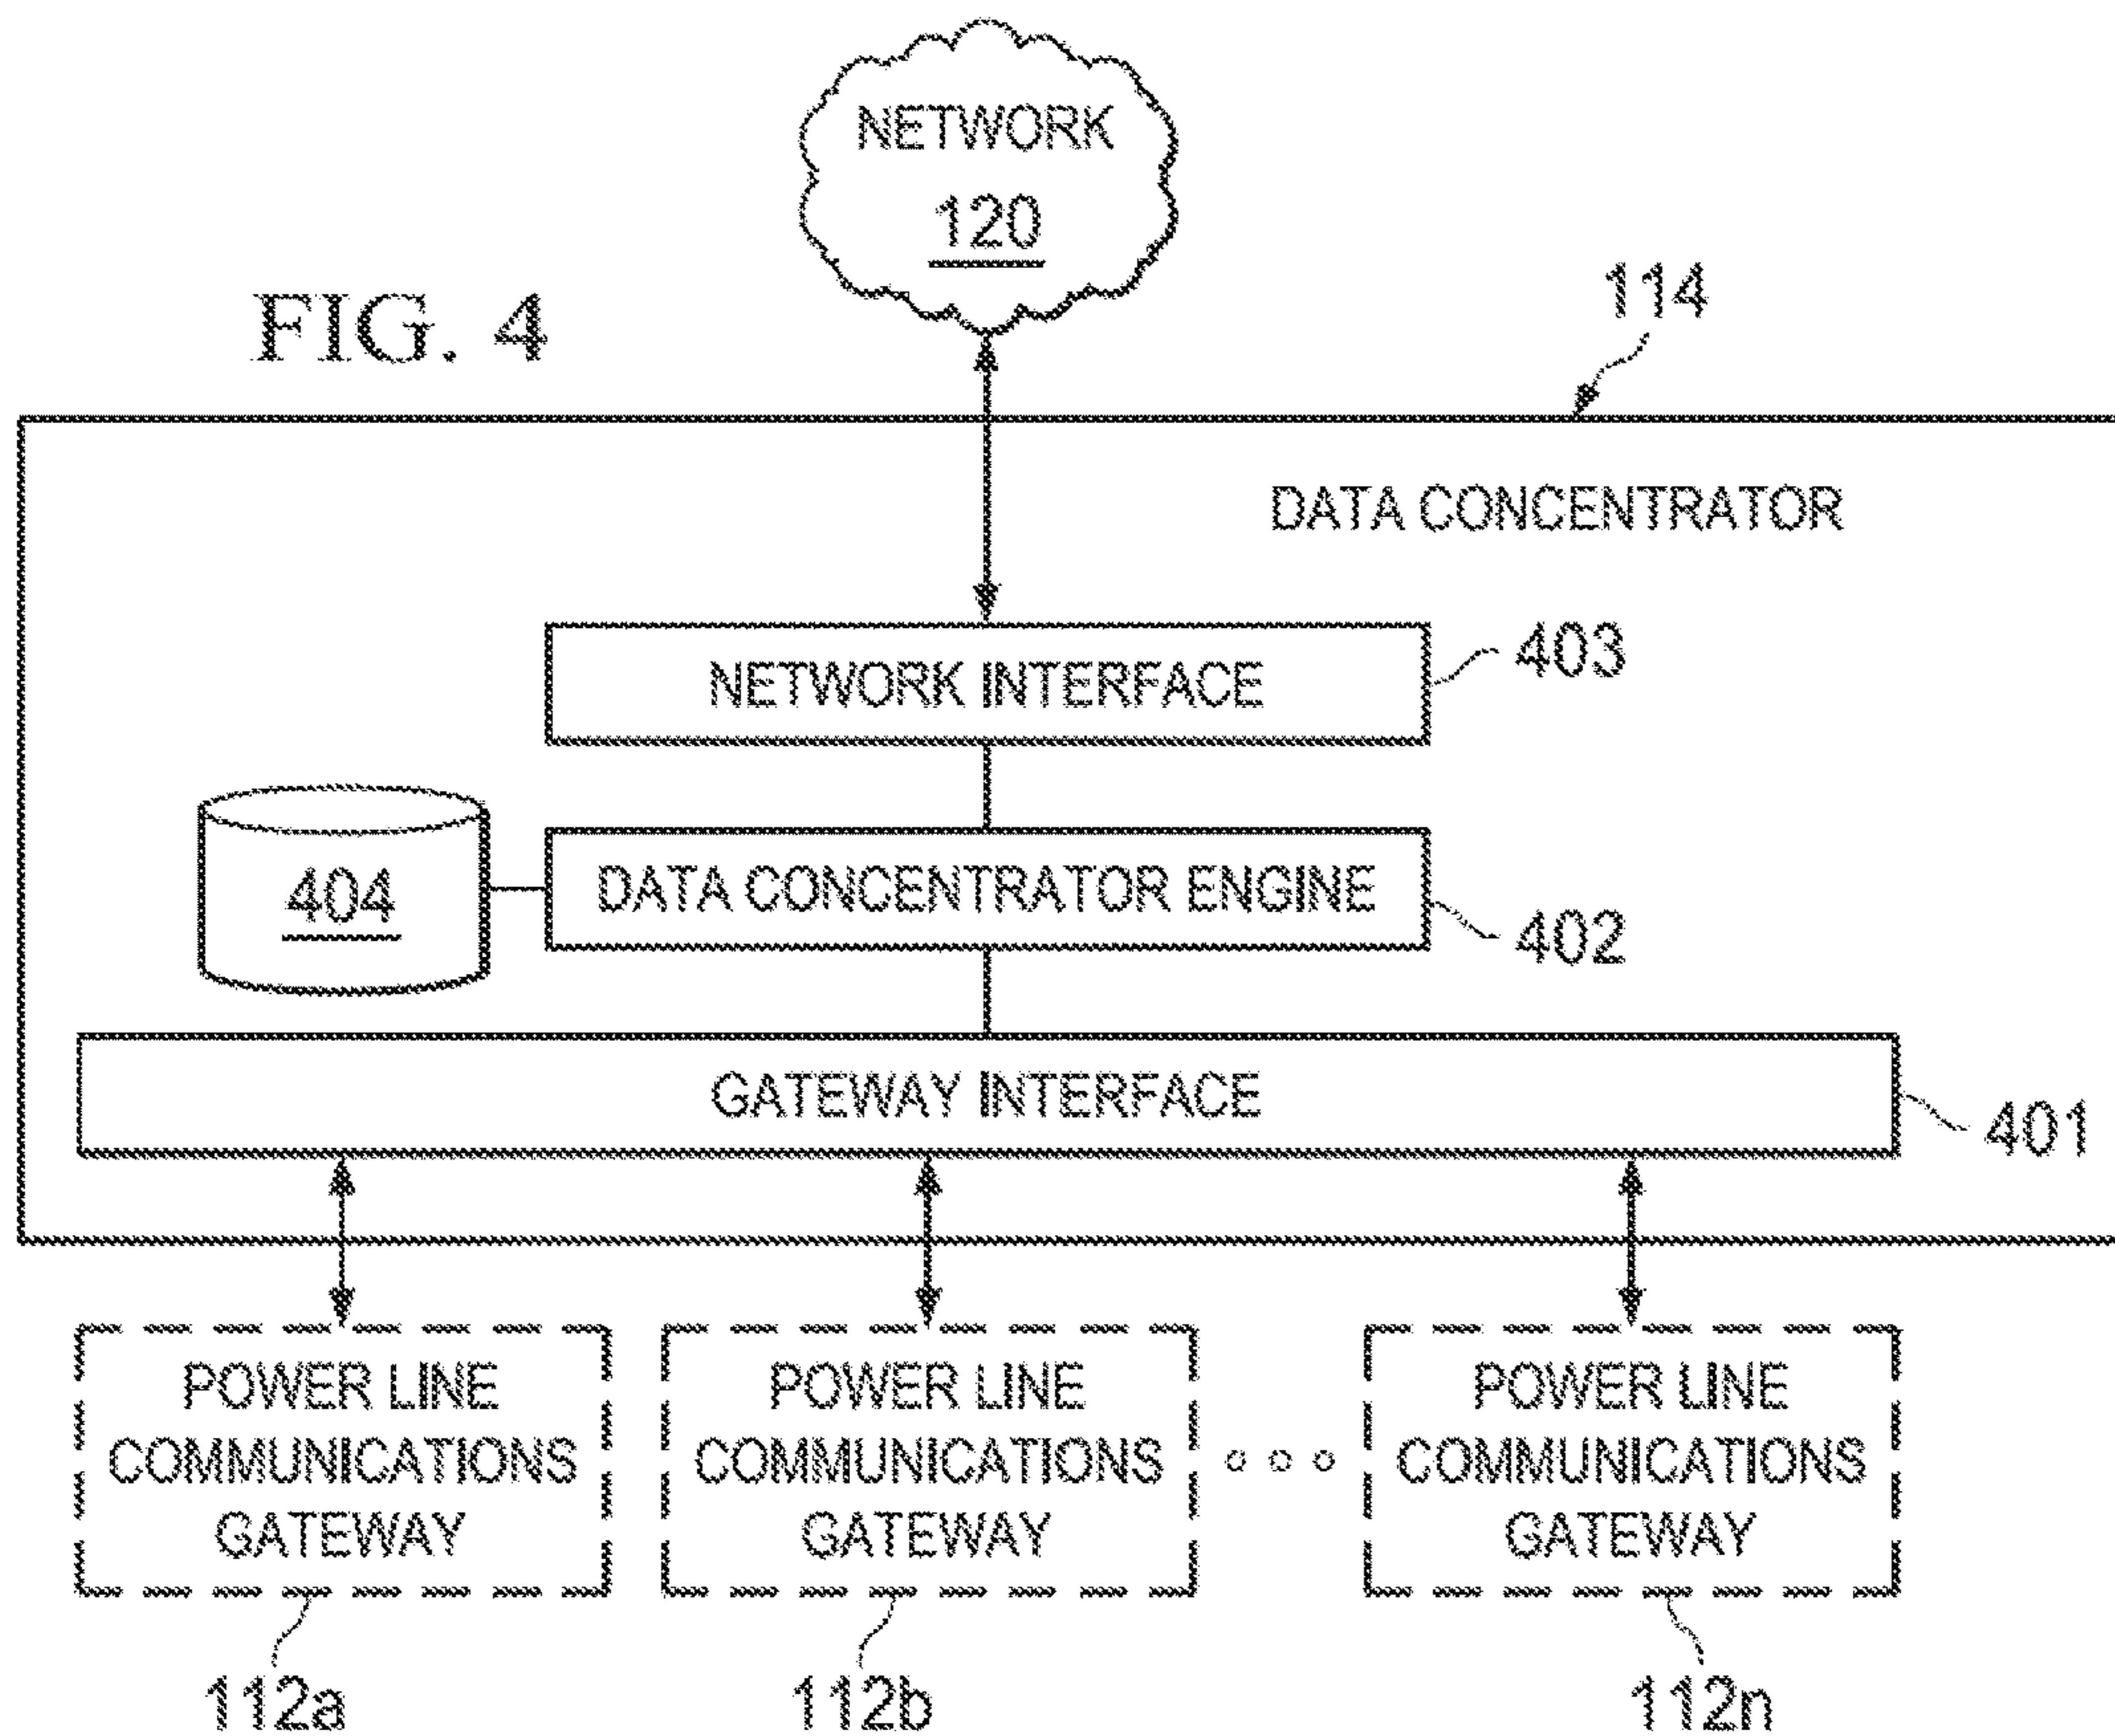 NETWORK
120
FIG. 4
114
DATA CONCENTRATOR
NETWORK INTERFACE
403
404
DATA CONCENTRATOR ENGINE
402
GATEWAY INTERFACE
401
POWER LINE
COMMUNICATIONS
GATEWAY
POWER LINE
COMMUNICATIONS
GATEWAY
POWER LINE
COMMUNICATIONS
GATEWAY
112a
112b
112n